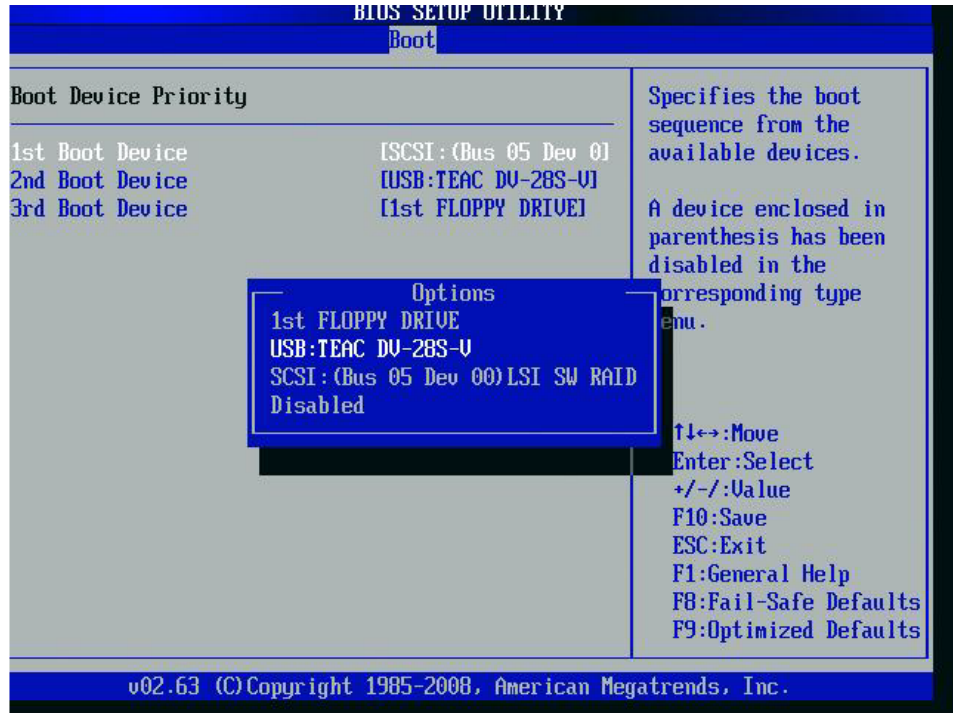 BIOS SETUP UTILITY
Boot
Boot Device Priority
1st Boot Device [SCSI:(Bus 05 Dev 0]
2nd Boot Device [USB:TEAC DV-28S-V]
3rd Boot Device [1st FLOPPY DRIVE]
Options
1st FLOPPY DRIVE
USB:TEAC DV-28S-V
SCSI:(Bus 05 Dev 00)LSI SW RAID
Disabled
Specifies the boot
sequence from the
available devices.
A device enclosed in
parenthesis has been
disabled in the
orresponding type
enu.
↑↓←→:Move
Enter:Select
+/-/:Value
F10:Save
ESC:Exit
F1:General Help
F8:Fail-Safe Defaults
F9:Optimized Defaults
v02.63 (C)Copyright 1985-2008, American Megatrends, Inc.